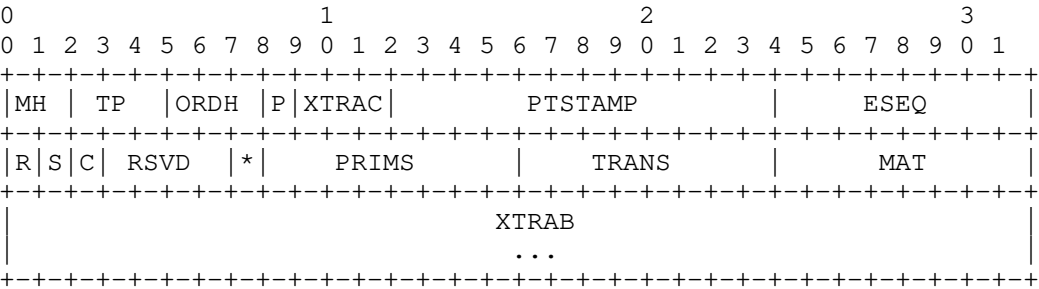 0                   1                   2                   3
0 1 2 3 4 5 6 7 8 9 0 1 2 3 4 5 6 7 8 9 0 1 2 3 4 5 6 7 8 9 0 1
+-+-+-+-+-+-+-+-+-+-+-+-+-+-+-+-+-+-+-+-+-+-+-+-+-+-+-+-+-+-+-+-+
|MH |  TP |ORDH |P|XTRAC|        PTSTAMP        |     ESEQ      |
+-+-+-+-+-+-+-+-+-+-+-+-+-+-+-+-+-+-+-+-+-+-+-+-+-+-+-+-+-+-+-+-+
|R|S|C| RSVD  |*|    PRIMS      |    TRANS      |      MAT      |
+-+-+-+-+-+-+-+-+-+-+-+-+-+-+-+-+-+-+-+-+-+-+-+-+-+-+-+-+-+-+-+-+
|                              XTRAB                            |
|                               ...                             |
+-+-+-+-+-+-+-+-+-+-+-+-+-+-+-+-+-+-+-+-+-+-+-+-+-+-+-+-+-+-+-+-+